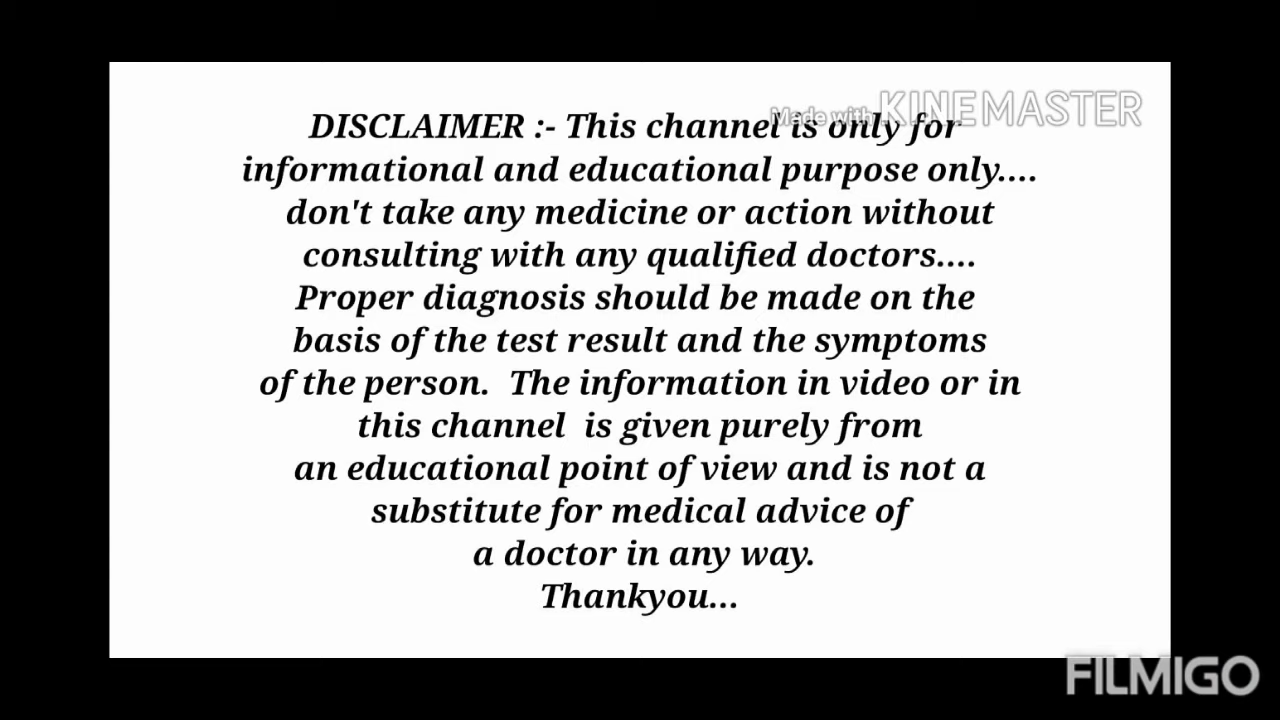 Made with KINEMASTER
DISCLAIMER :- This channel is only for
informational and educational purpose only....
don't take any medicine or action without
consulting with any qualified doctors....
Proper diagnosis should be made on the
basis of the test result and the symptoms
of the person.  The information in video or in
this channel  is given purely from
an educational point of view and is not a
substitute for medical advice of
a doctor in any way.
Thankyou...
FILMIGO